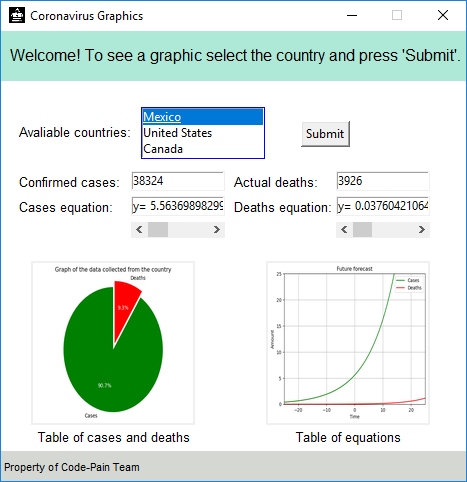 Coronavirus Graphics
Welcome! To see a graphic select the country and press 'Submit'.
Avaliable countries:
Mexico
United States
Canada
Submit
Confirmed cases: 38324 Actual deaths: 3926
Cases equation: y= 5.56369898299 Deaths equation: y= 0.03760421064
Graph of the data collected from the country
Deaths
9.3%
90.7%
Cases
Future forecast
Cases
Deaths
Amount
25
20
15
10
5
0
-20 -10 0 10 20
Time
Table of cases and deaths Table of equations
Property of Code-Pain Team